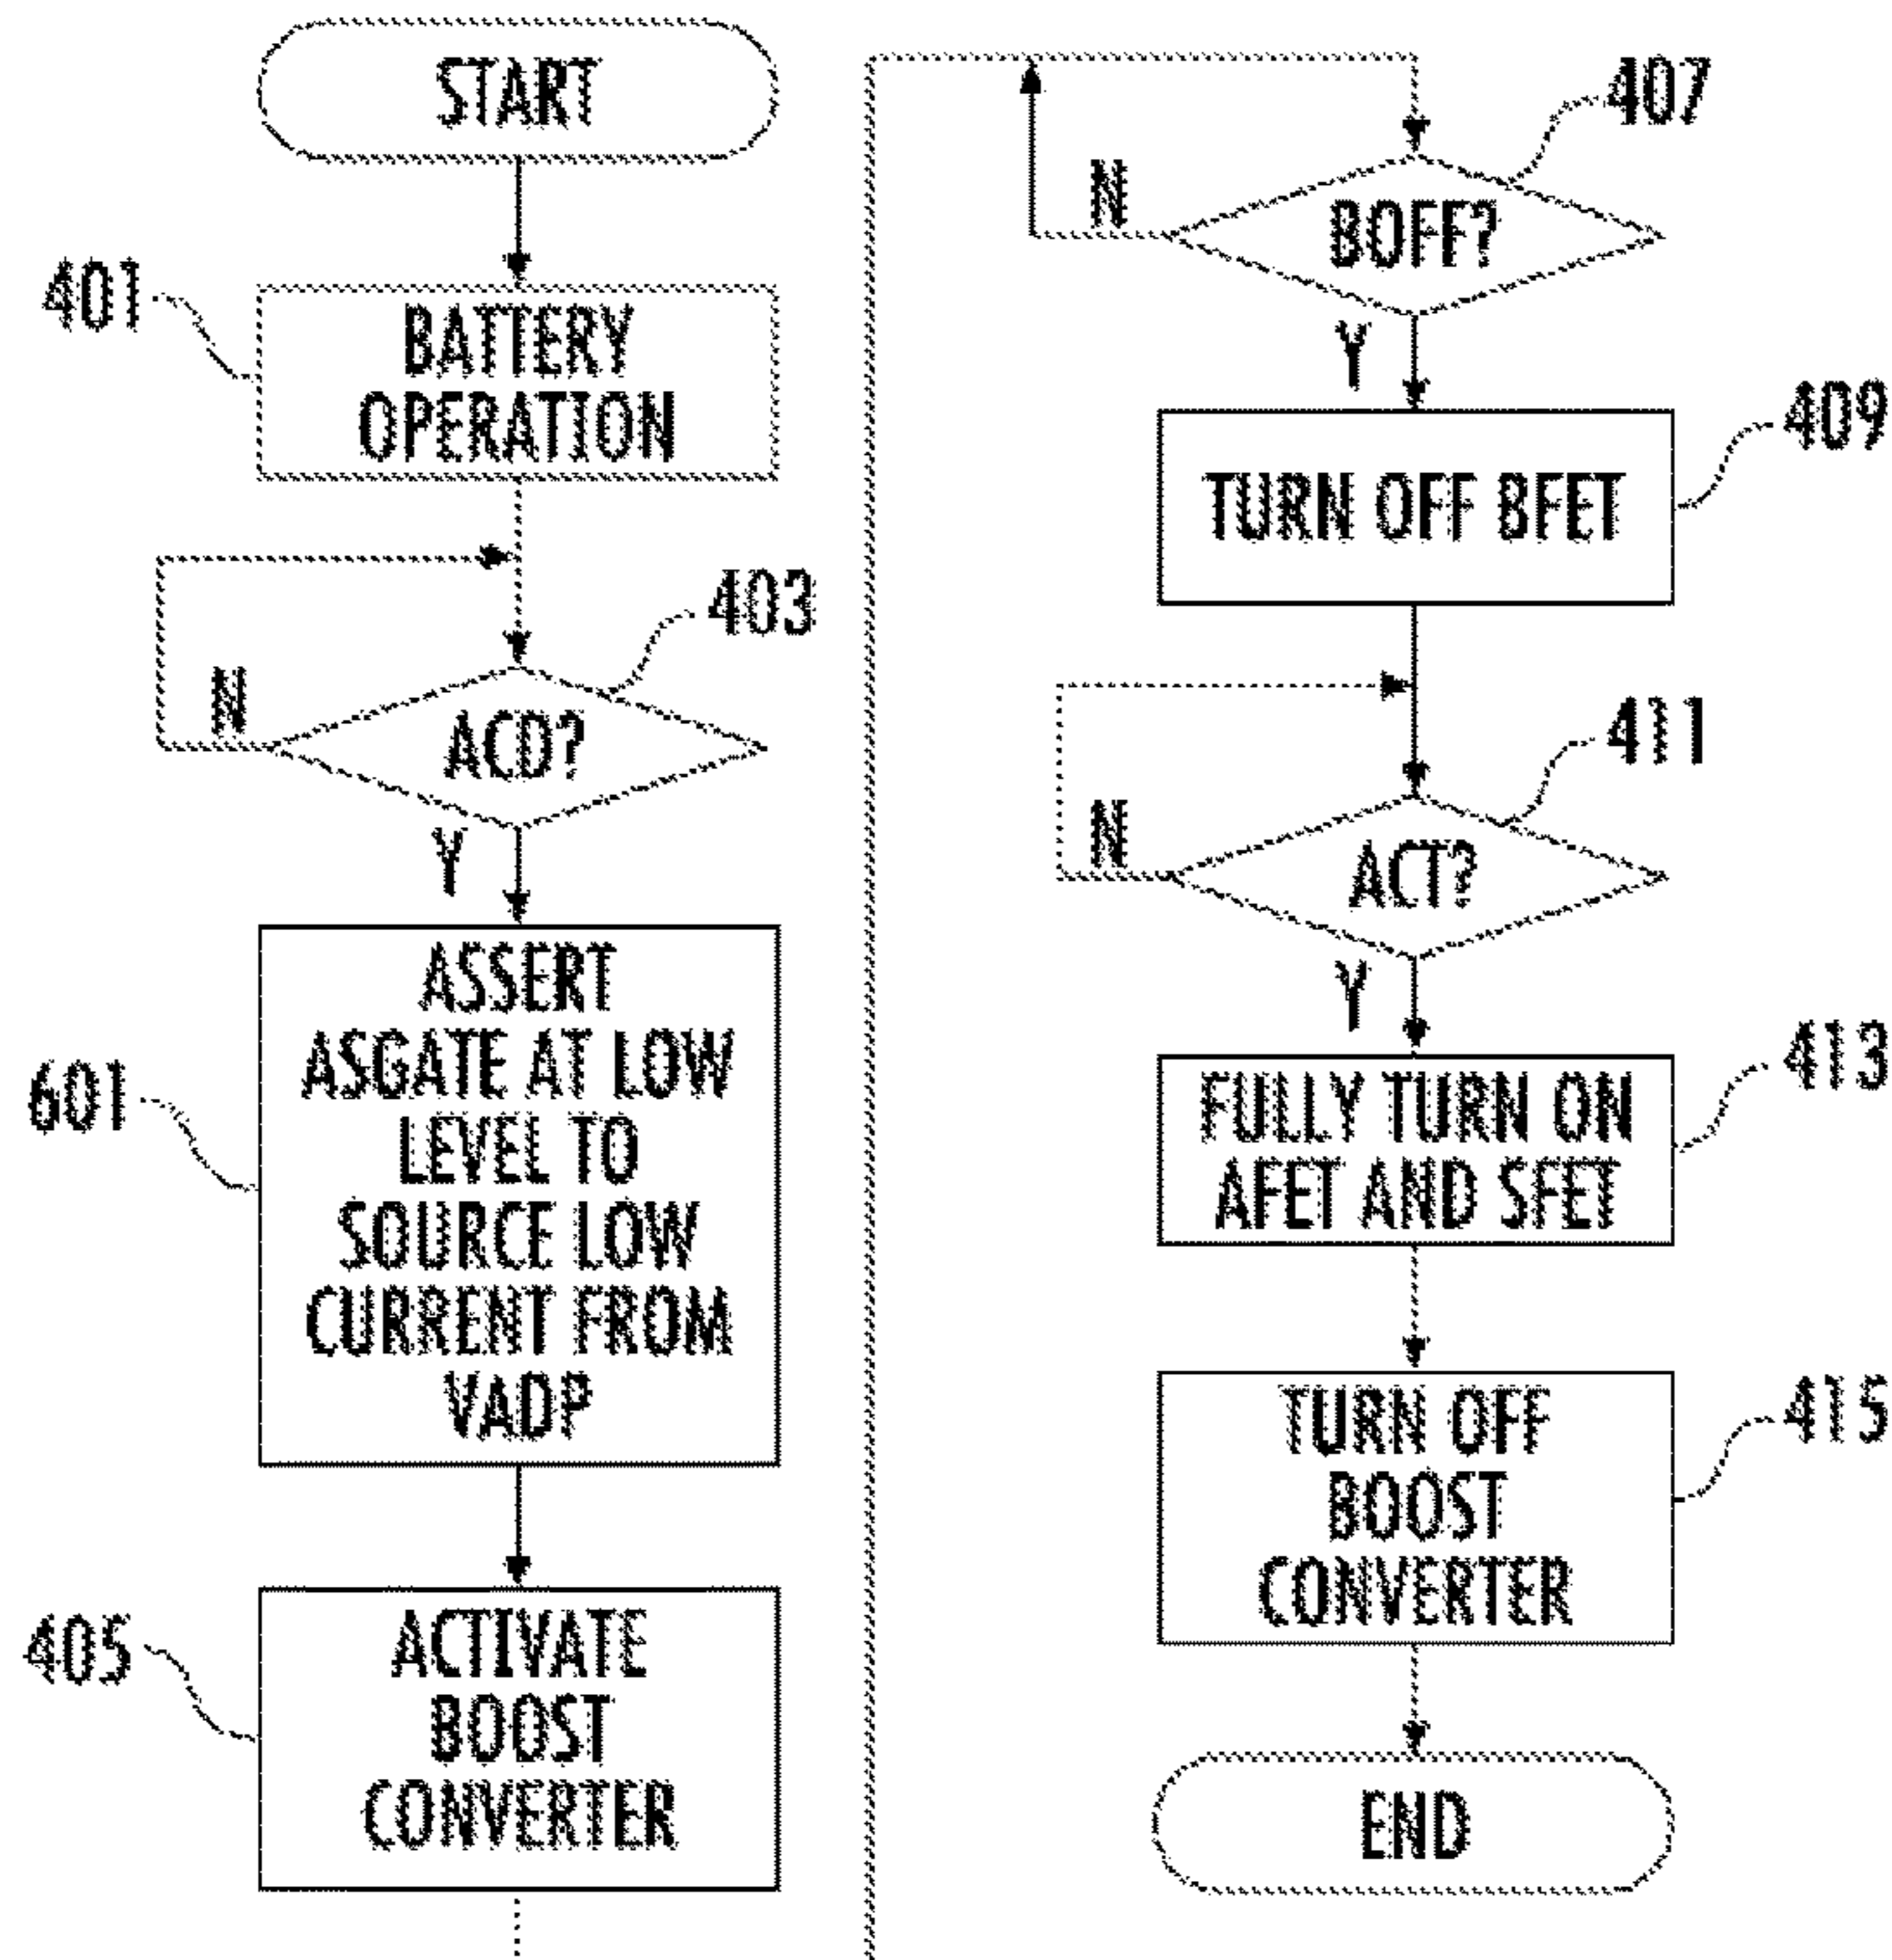 START
401
BATTERY
OPERATION
403
N
ACD?
Y
601
ASSERT
ASGATE AT LOW
LEVEL TO
SOURCE LOW
CURRENT FROM
VADP
405
ACTIVATE
BOOST
CONVERTER
407
N
BOFF?
Y
409
TURN OFF BFET
411
N
ACT?
Y
413
FULLY TURN ON
AFET AND SFET
415
TURN OFF
BOOST
CONVERTER
END